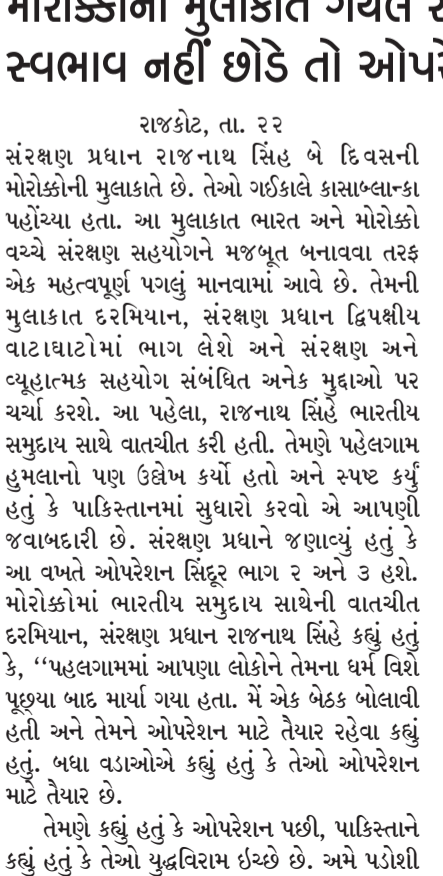 મોરોક્કોની મુલાકાતે ગયેલ
સ્વભાવ નહીં છોડે તો ઓપરે
રાજકોટ, તા. ૨૨
સંરક્ષણ પ્રધાન રાજનાથ સિંહ બે દિવસની
મોરોક્કોની મુલાકાતે છે. તેઓ ગઈકાલે કાસાબ્લાન્કા
પહોંચ્યા હતા. આ મુલાકાત ભારત અને મોરોક્કો
વચ્ચે સંરક્ષણ સહયોગને મજબૂત બનાવવા તરફ
એક મહત્વપૂર્ણ પગલું માનવામાં આવે છે. તેમની
મુલાકાત દરમિયાન, સંરક્ષણ પ્રધાન દ્વિપક્ષીય
વાટાઘાટોમાં ભાગ લેશે અને સંરક્ષણ અને
વ્યૂહાત્મક સહયોગ સંબંધિત અનેક મુદ્દાઓ પર
ચર્ચા કરશે. આ પહેલા, રાજનાથ સિંહે ભારતીય
સમુદાય સાથે વાતચીત કરી હતી. તેમણે પહેલગામ
હુમલાનો પણ ઉલ્લેખ કર્યો હતો અને સ્પષ્ટ કર્યું
હતું કે પાકિસ્તાનમાં સુધારો કરવો એ આપણી
જવાબદારી છે. સંરક્ષણ પ્રધાને જણાવ્યું હતું કે
આ વખતે ઓપરેશન સિંદૂર ભાગ ૨ અને ૩ હશે.
મોરોક્કોમાં ભારતીય સમુદાય સાથેની વાતચીત
દરમિયાન, સંરક્ષણ પ્રધાન રાજનાથ સિંહે કહ્યું હતું
કે, ‘‘પહલગામમાં આપણા લોકોને તેમના ધર્મ વિશે
પૂછ્યા બાદ માર્યા ગયા હતા. મેં એક બેઠક બોલાવી
હતી અને તેમને ઓપરેશન માટે તૈયાર રહેવા કહ્યું
હતું. બધા વડાઓએ કહ્યું હતું કે તેઓ ઓપરેશન
માટે તૈયાર છે.
તેમણે કહ્યું હતું કે ઓપરેશન પછી, પાકિસ્તાને
કહ્યું હતું કે તેઓ યુદ્ધવિરામ ઇચ્છે છે. અમે પડોશી